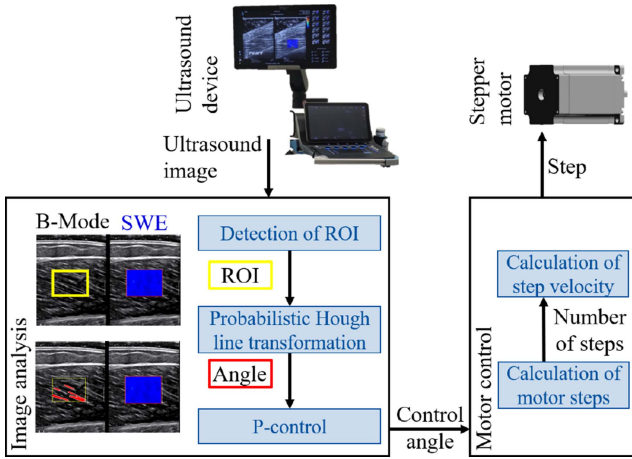 Ultrasound
device
Stepper
motor
Ultrasound
image
Step
Image analysis
B-Mode
SWE
Detection of ROI
ROI
Probabilistic Hough
line transformation
Angle
P-control
Control
angle
Motor control
Calculation of
step velocity
Number
of steps
Calculation of
motor steps